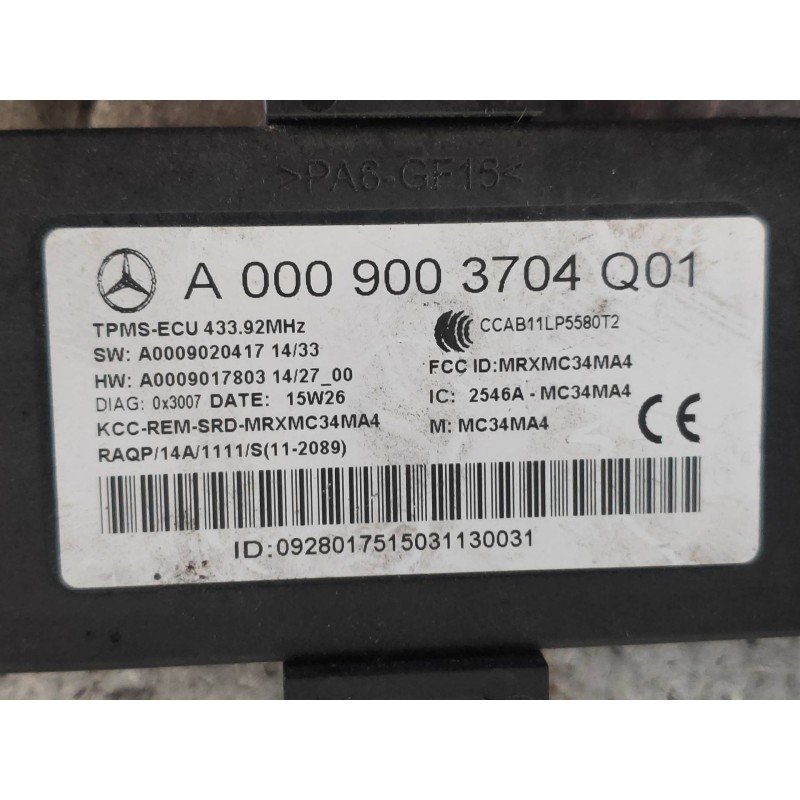 >PA6-GF15<
A 000 900 3704 Q01
TPMS-ECU 433.92MHz
SW: A0009020417 14/33
HW: A0009017803 14/27_00
DIAG: 0x3007 DATE: 15W26
KCC-REM-SRD-MRXMC34MA4
RAQP/14A/1111/S(11-2089)
CCAB11LP5580T2
FCC ID:MRXMC34MA4
IC: 2546A - MC34MA4
M: MC34MA4
CE
ID:0928017515031130031